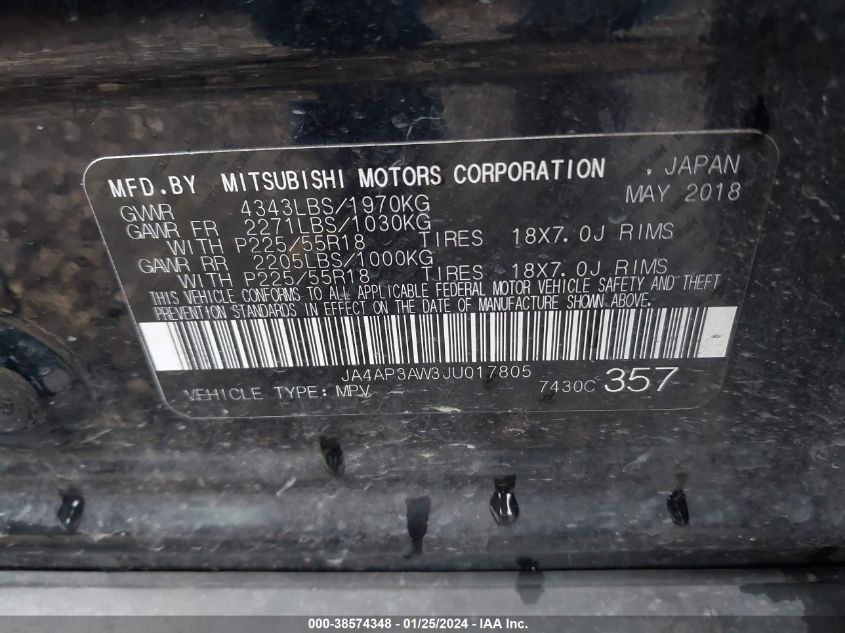 MFD.BY MITSUBISHI MOTORS CORPORATION , JAPAN
GVWR 4343LBS/1970KG MAY 2018
GAWR FR 2271LBS/1030KG
WITH P225/55R18 TIRES 18X7.0J RIMS
GAWR RR 2205LBS/1000KG
WITH P225/55R18 TIRES 18X7.0J RIMS
THIS VEHICLE CONFORMS TO ALL APPLICABLE FEDERAL MOTOR VEHICLE SAFETY AND THEFT
PREVENTION STANDARDS IN EFFECT ON THE DATE OF MANUFACTURE SHOWN ABOVE.
JA4AP3AW3JU017805
VEHICLE TYPE: MPV 7430C 357
000-38574348 - 01/25/2024 - IAA Inc.